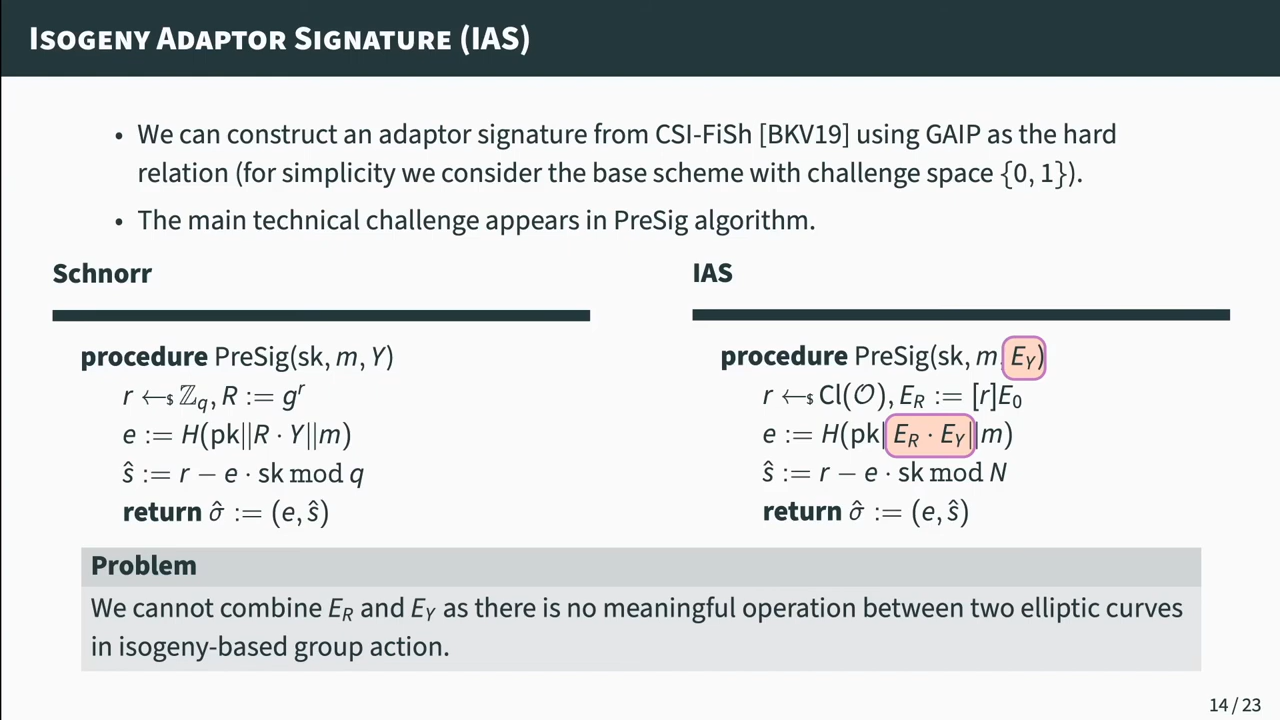 ISOGENY ADAPTOR SIGNATURE (IAS)
• We can construct an adaptor signature from CSI-FiSh [BKV19] using GAIP as the hard
relation (for simplicity we consider the base scheme with challenge space {0, 1}).
• The main technical challenge appears in PreSig algorithm.
Schnorr
procedure PreSig(sk, m, Y)
r ←$ ℤq, R := g^r
e := H(pk||R · Y||m)
ŝ := r − e · sk mod q
return σ̂ := (e, ŝ)
IAS
procedure PreSig(sk, m, E_Y)
r ←$ Cl(𝒪), E_R := [r]E_0
e := H(pk||E_R · E_Y||m)
ŝ := r − e · sk mod N
return σ̂ := (e, ŝ)
Problem
We cannot combine E_R and E_Y as there is no meaningful operation between two elliptic curves
in isogeny-based group action.
14 / 23